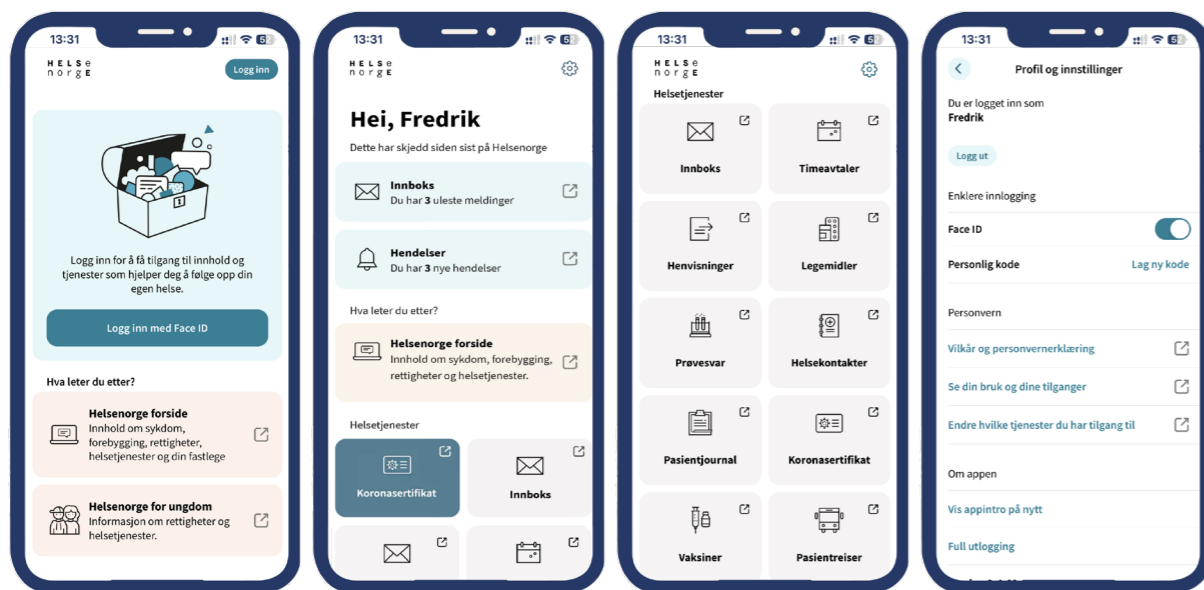 13:31
HELSe
norgE
Logg inn
Logg inn for å få tilgang til innhold og
tjenester som hjelper deg å følge opp din
egen helse.
Logg inn med Face ID
Hva leter du etter?
Helsenorge forside
Innhold om sykdom,
forebygging, rettigheter,
helsetjenester og din fastlege
Helsenorge for ungdom
Informasjon om rettigheter og
helsetjenester.
13:31
HELSe
norgE
Hei, Fredrik
Dette har skjedd siden sist på Helsenorge
Innboks
Du har 3 uleste meldinger
Hendelser
Du har 3 nye hendelser
Hva leter du etter?
Helsenorge forside
Innhold om sykdom, forebygging,
rettigheter og helsetjenester.
Helsetjenester
Koronasertifikat
Innboks
13:31
HELSe
norgE
Helsetjenester
Innboks
Timeavtaler
Henvisninger
Legemidler
Prøvesvar
Helsekontakter
Pasientjournal
Koronasertifikat
Vaksiner
Pasientreiser
13:31
Profil og innstillinger
Du er logget inn som
Fredrik
Logg ut
Enklere innlogging
Face ID
Personlig kode
Lag ny kode
Personvern
Vilkår og personvernerklæring
Se din bruk og dine tilganger
Endre hvilke tjenester du har tilgang til
Om appen
Vis appintro på nytt
Full utlogging